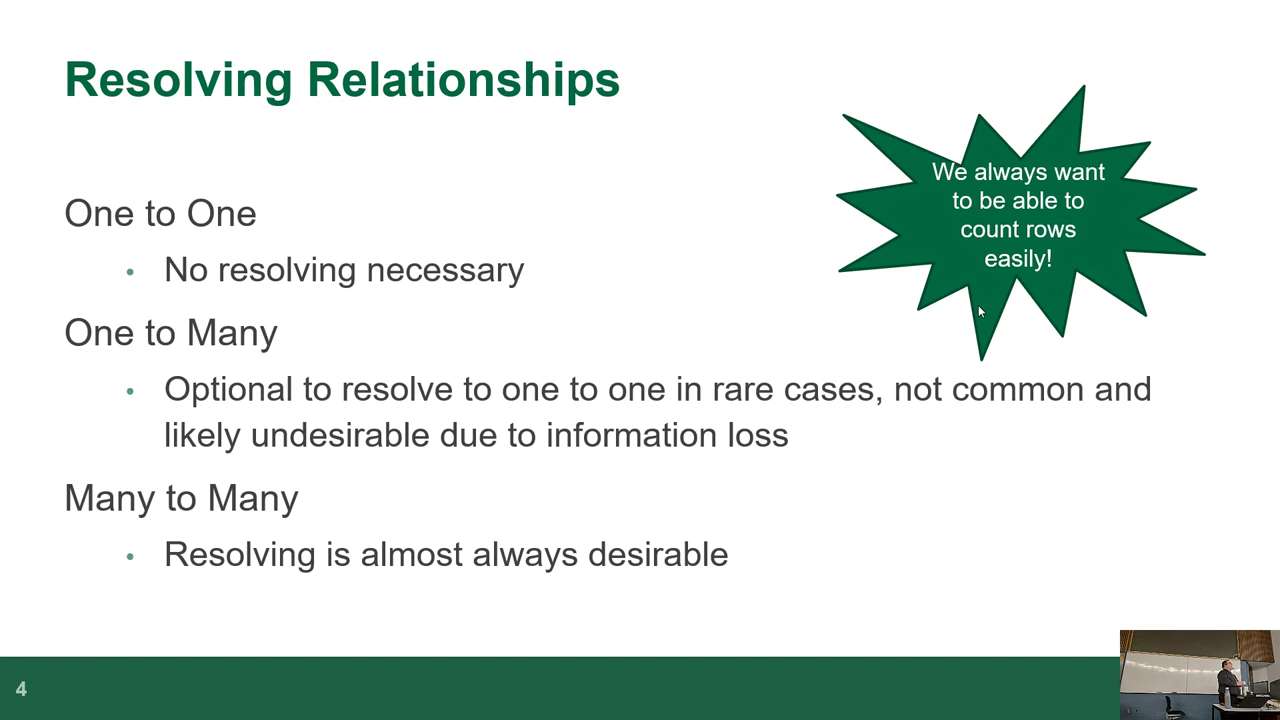 Resolving Relationships
We always want
to be able to
count rows
easily!
One to One
• No resolving necessary
One to Many
• Optional to resolve to one to one in rare cases, not common and
likely undesirable due to information loss
Many to Many
• Resolving is almost always desirable
4